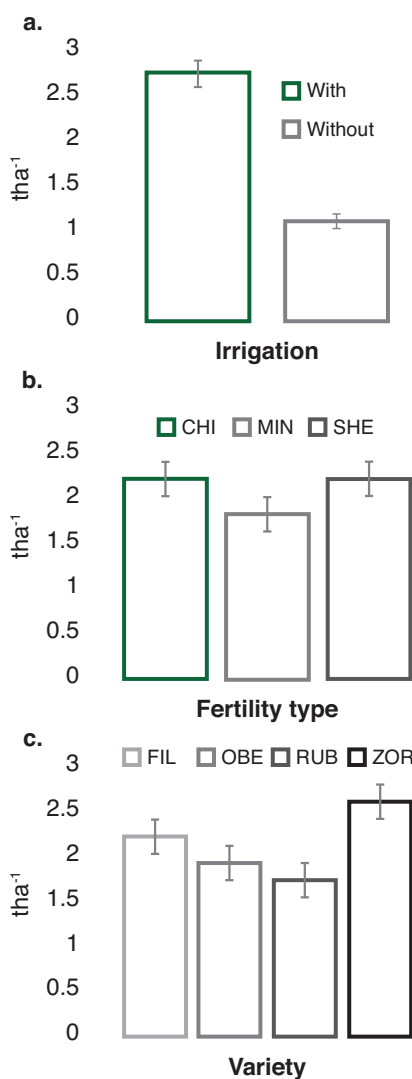 a.
3
2.5
2
1.5
1
0.5
0
tha-1
With
Without
Irrigation
b.
3
2.5
2
1.5
1
0.5
0
tha-1
CHI MIN SHE
Fertility type
c.
3
2.5
2
1.5
1
0.5
0
tha-1
FIL OBE RUB ZOR
Variety